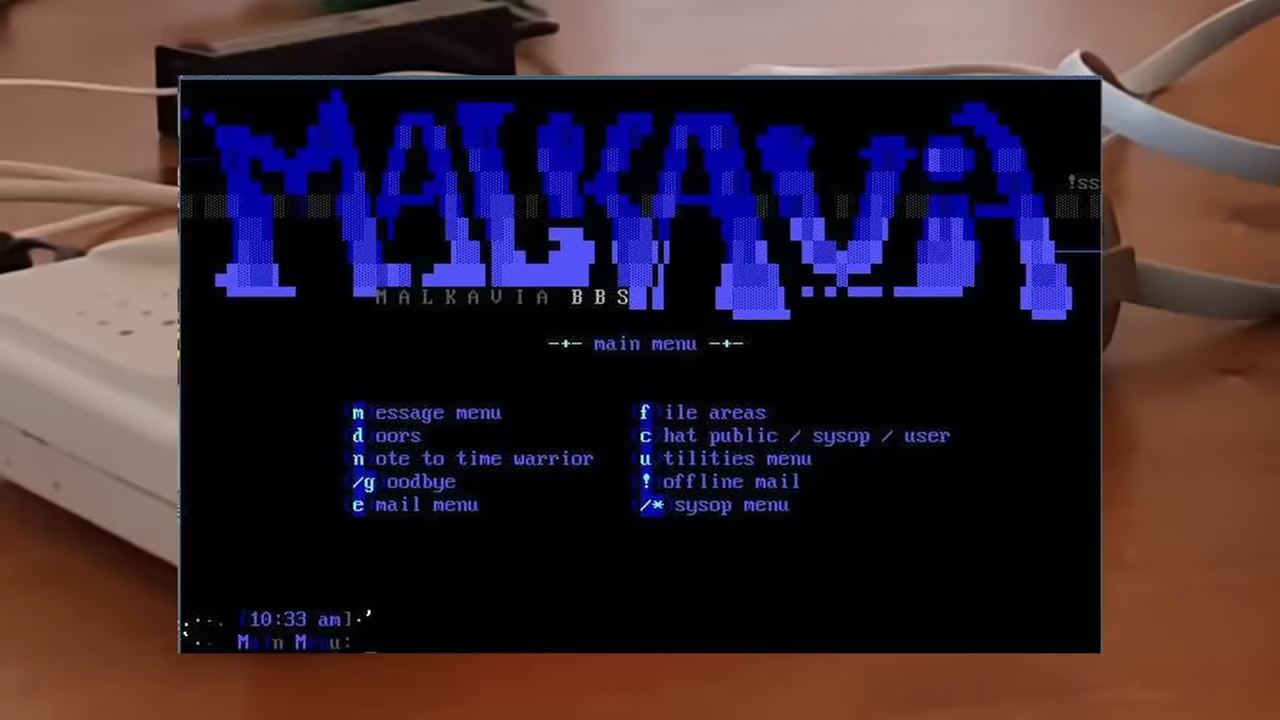 MALKAViA
!ss
MALKAVIA BBS
-+- main menu -+-
m essage menu
d oors
n ote to time warrior
/g oodbye
e mail menu
f ile areas
c hat public / sysop / user
u tilities menu
! offline mail
/* sysop menu
[10:33 am]
Main Menu: _